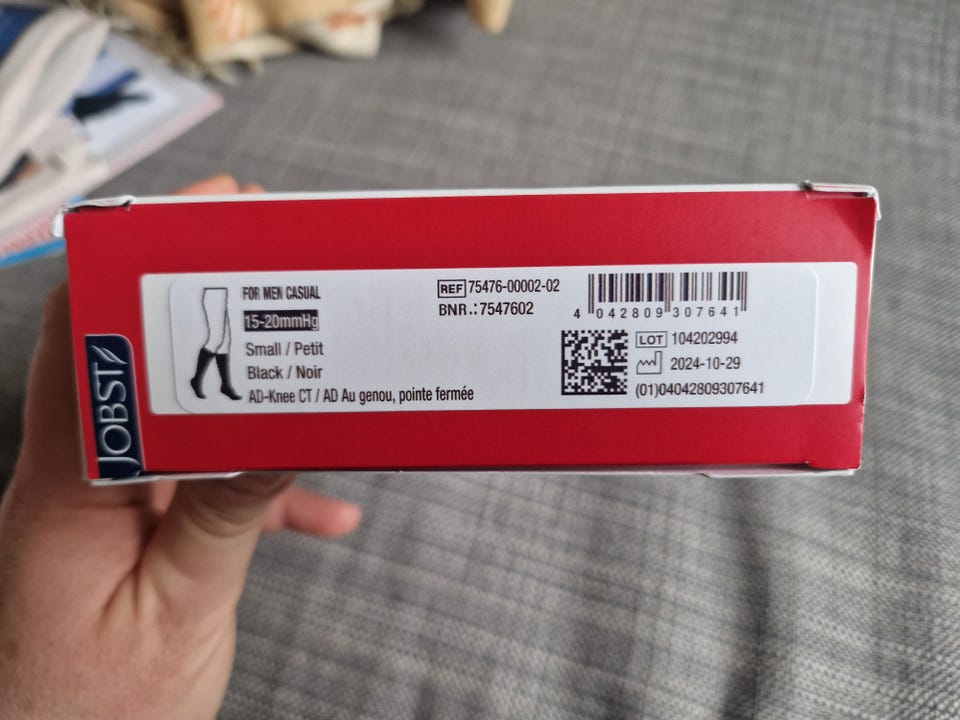 JOBST
FOR MEN CASUAL
15-20mmHg
Small / Petit
Black / Noir
AD-Knee CT / AD Au genou, pointe fermée
REF 75476-00002-02
BNR.: 7547602
4 042809 307641
LOT 104202994
2024-10-29
(01)04042809307641